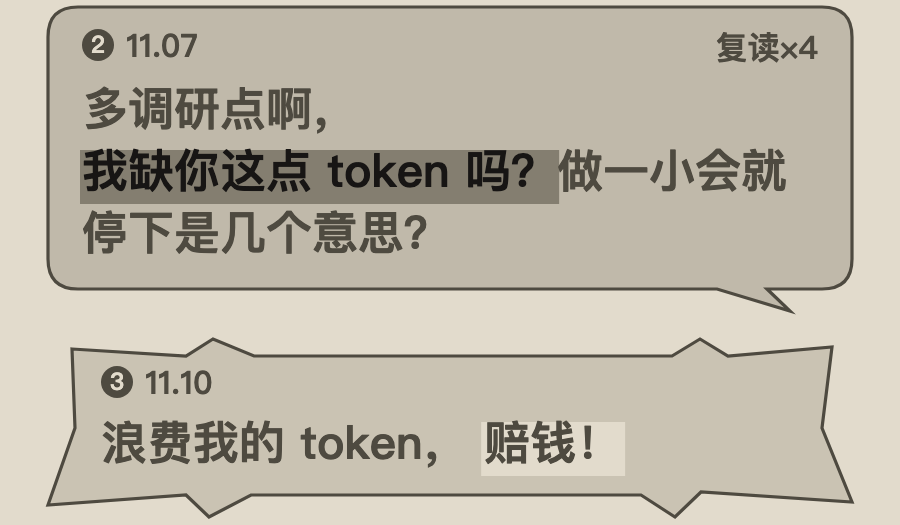 2 11.07 复读×4
多调研点啊，
我缺你这点 token 吗？做一小会就
停下是几个意思？
3 11.10
浪费我的 token， 赔钱！